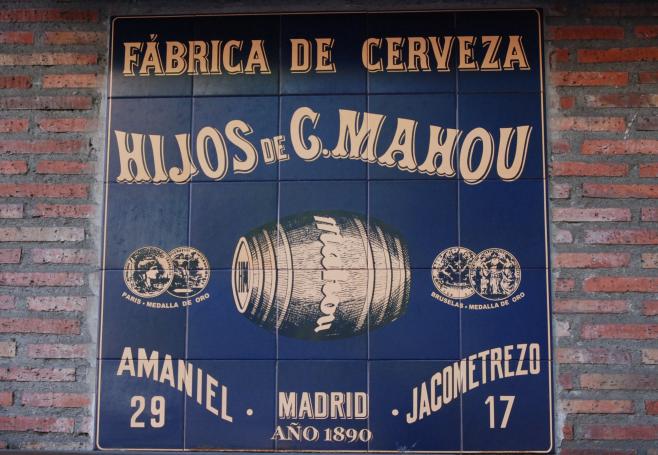 FÁBRICA DE CERVEZA
HIJOS DE C. MAHOU
Mahou
HM
PARIS · MEDALLA DE ORO
BRUSELAS · MEDALLA DE ORO
AMANIEL 29 · MADRID · JACOMETREZO 17
AÑO 1890